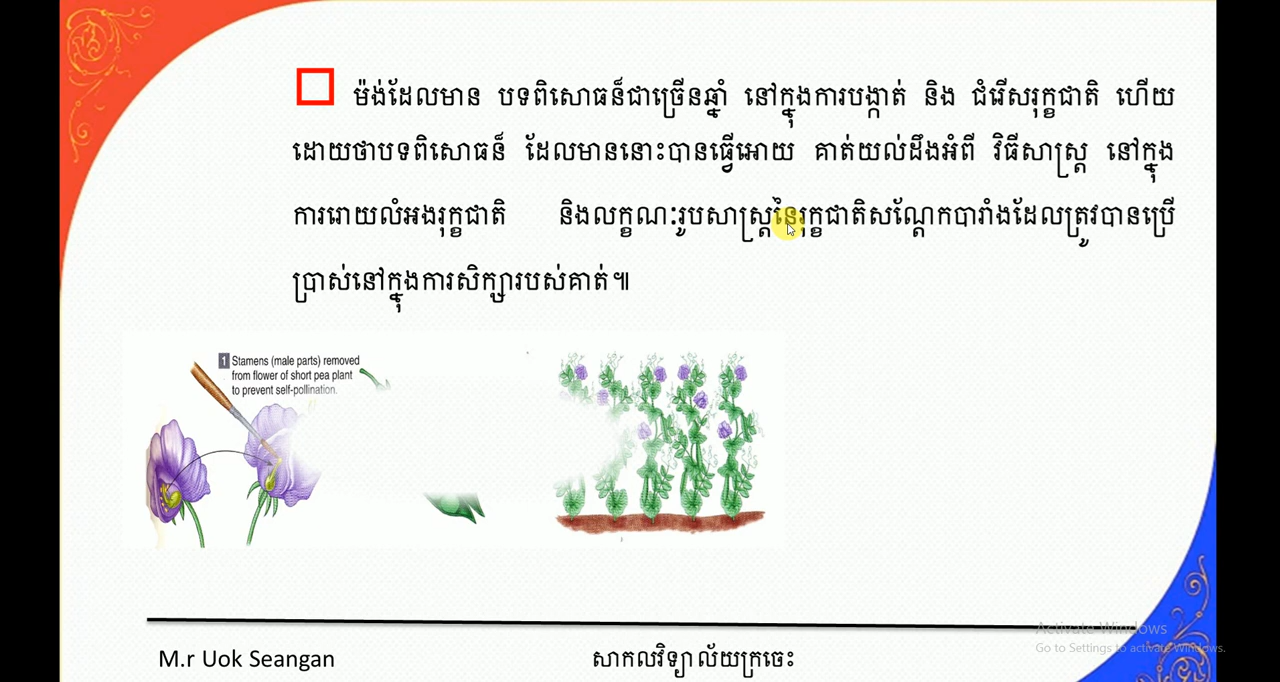 ម៉ង់ដែលមាន បទពិសោធន៏ជាច្រើនឆ្នាំ នៅក្នុងការបង្កាត់ និង ជំរើសរុក្ខជាតិ ហើយ
ដោយថាបទពិសោធន៏ ដែលមាននោះបានធ្វើអោយ គាត់យល់ដឹងអំពី វិធីសាស្ត្រ នៅក្នុង
ការរោយលំអងរុក្ខជាតិ និងលក្ខណៈរូបសាស្ត្រនៃរុក្ខជាតិសណ្តែកបារាំងដែលត្រូវបានប្រើ
ប្រាស់នៅក្នុងការសិក្សារបស់គាត់៕
1 Stamens (male parts) removed
from flower of short pea plant
to prevent self-pollination.
Activate Windows
Go to Settings to activate Windows.
M.r Uok Seangan សាកលវិទ្យាល័យក្រចេះ